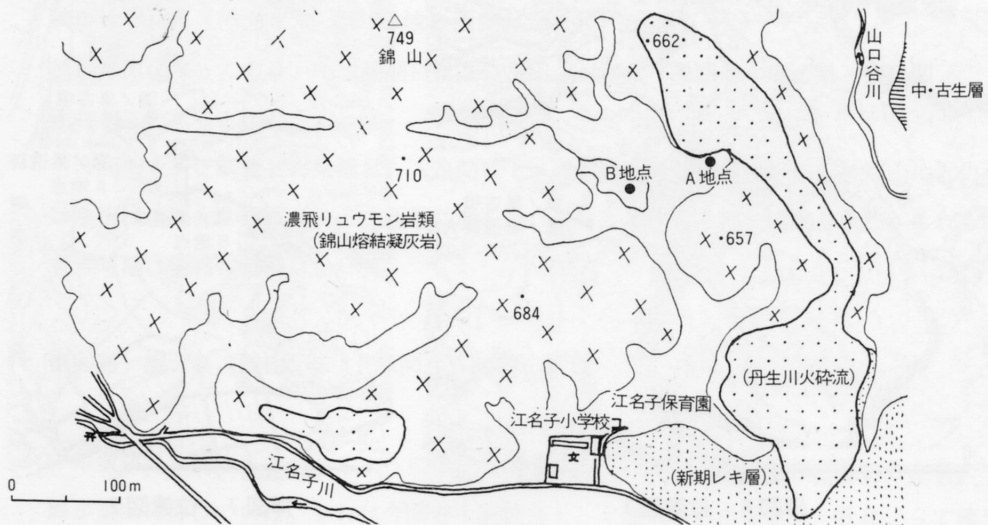 749
錦山
662
山口谷川
中・古生層
710
B地点
A地点
濃飛リュウモン岩類
(錦山熔結凝灰岩)
657
684
(丹生川火砕流)
江名子保育園
江名子小学校
江名子川
(新期レキ層)
0 100m